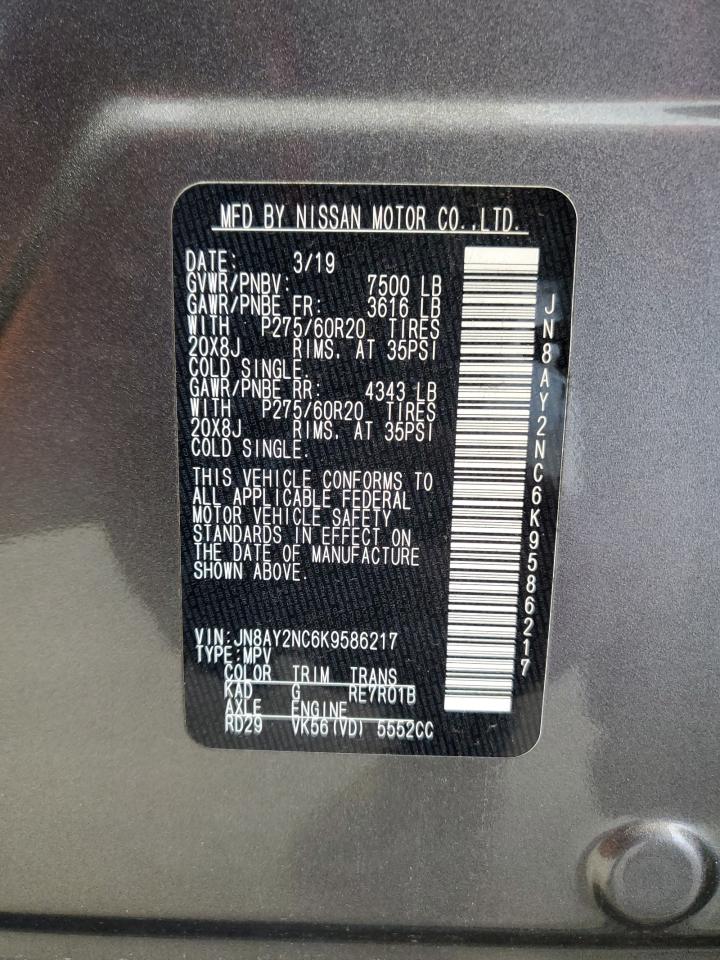 MFD BY NISSAN MOTOR CO.,LTD.
DATE: 3/19
GVWR/PNBV: 7500 LB
GAWR/PNBE FR: 3616 LB
WITH P275/60R20 TIRES
20X8J RIMS. AT 35PSI
COLD SINGLE.
GAWR/PNBE RR: 4343 LB
WITH P275/60R20 TIRES
20X8J RIMS. AT 35PSI
COLD SINGLE.
THIS VEHICLE CONFORMS TO
ALL APPLICABLE FEDERAL
MOTOR VEHICLE SAFETY
STANDARDS IN EFFECT ON
THE DATE OF MANUFACTURE
SHOWN ABOVE.
VIN:JN8AY2NC6K9586217
TYPE:MPV
COLOR TRIM TRANS
KAD G RE7R01B
AXLE ENGINE
RD29 VK56(VD) 5552CC
JN8AY2NC6K9586217